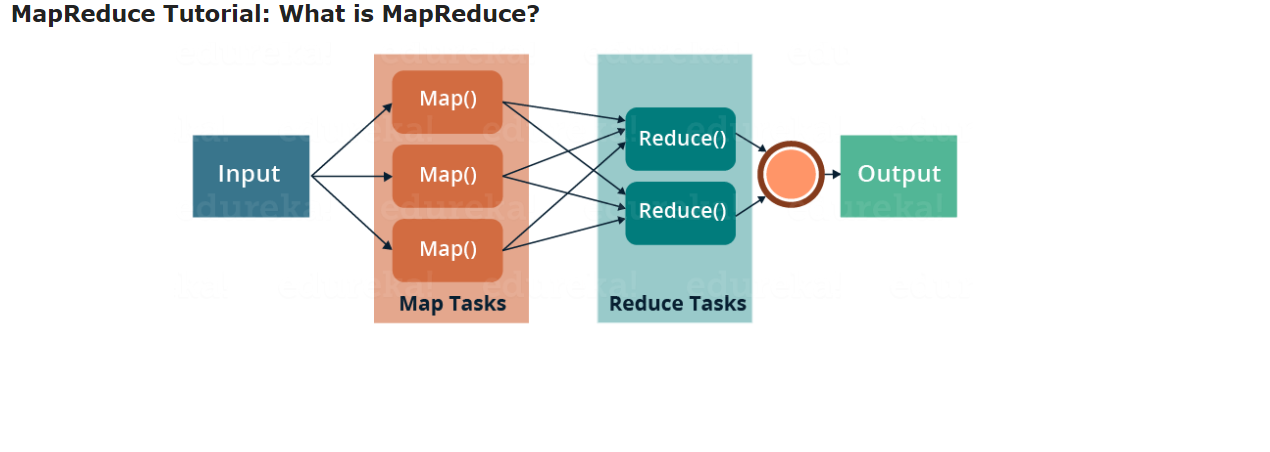 MapReduce Tutorial: What is MapReduce?
Input
Map()
Map()
Map()
Map Tasks
Reduce()
Reduce()
Reduce Tasks
Output